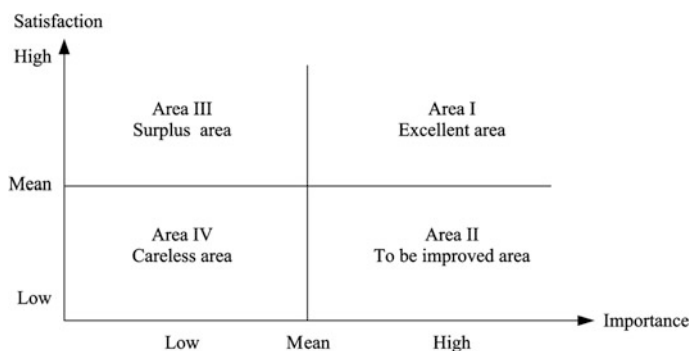 Satisfaction
High
Area III
Surplus area
Area I
Excellent area
Mean
Area IV
Careless area
Area II
To be improved area
Low
Importance
Low
Mean
High